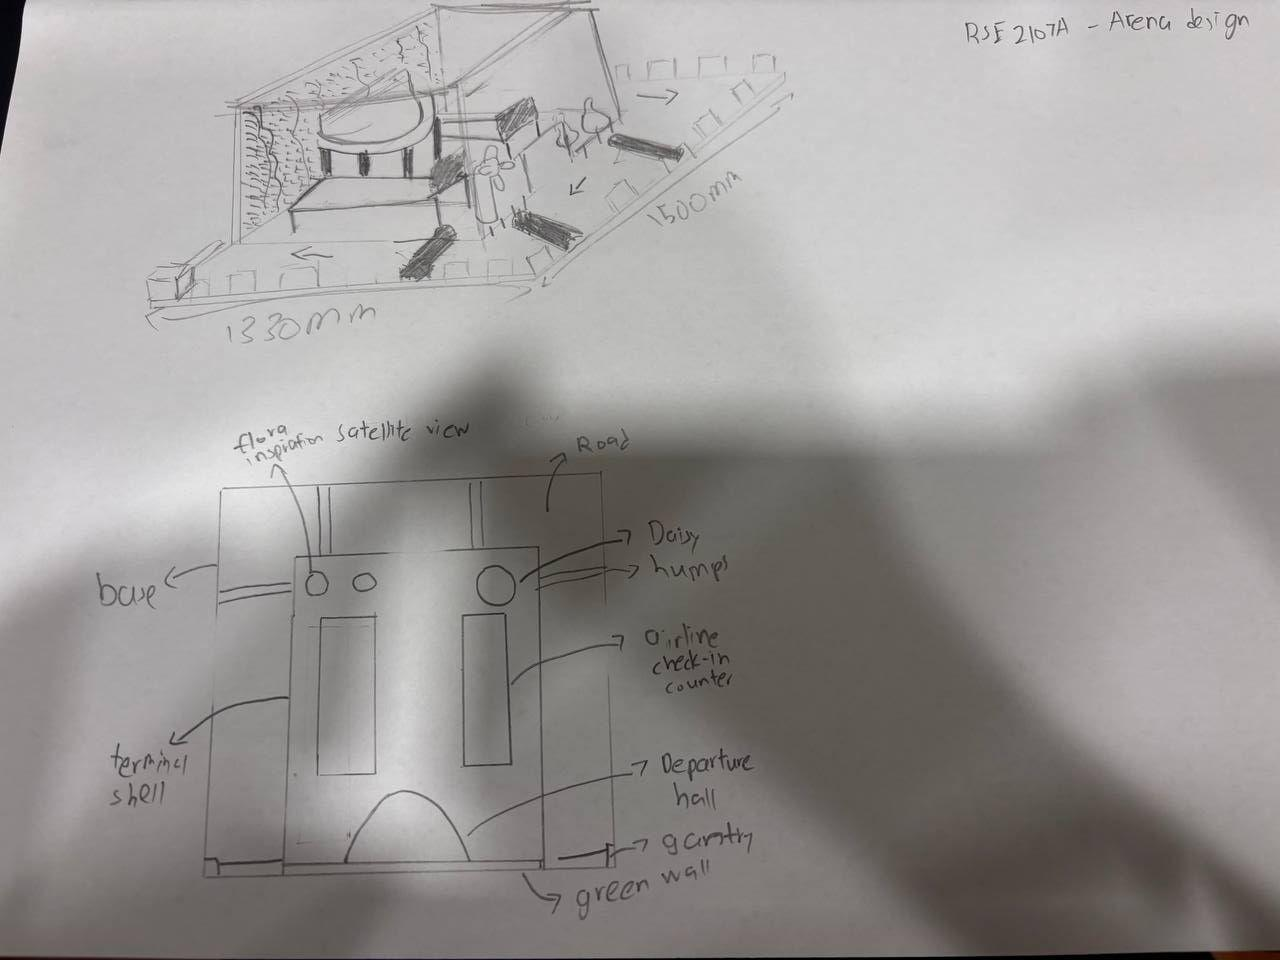 RSE 2107A - Arena design
1500mm
1330mm
flora
inspiration
satellite view
Road
base
Daisy
humps
airline
check-in
counter
terminal
shell
Departure
hall
gantry
green wall